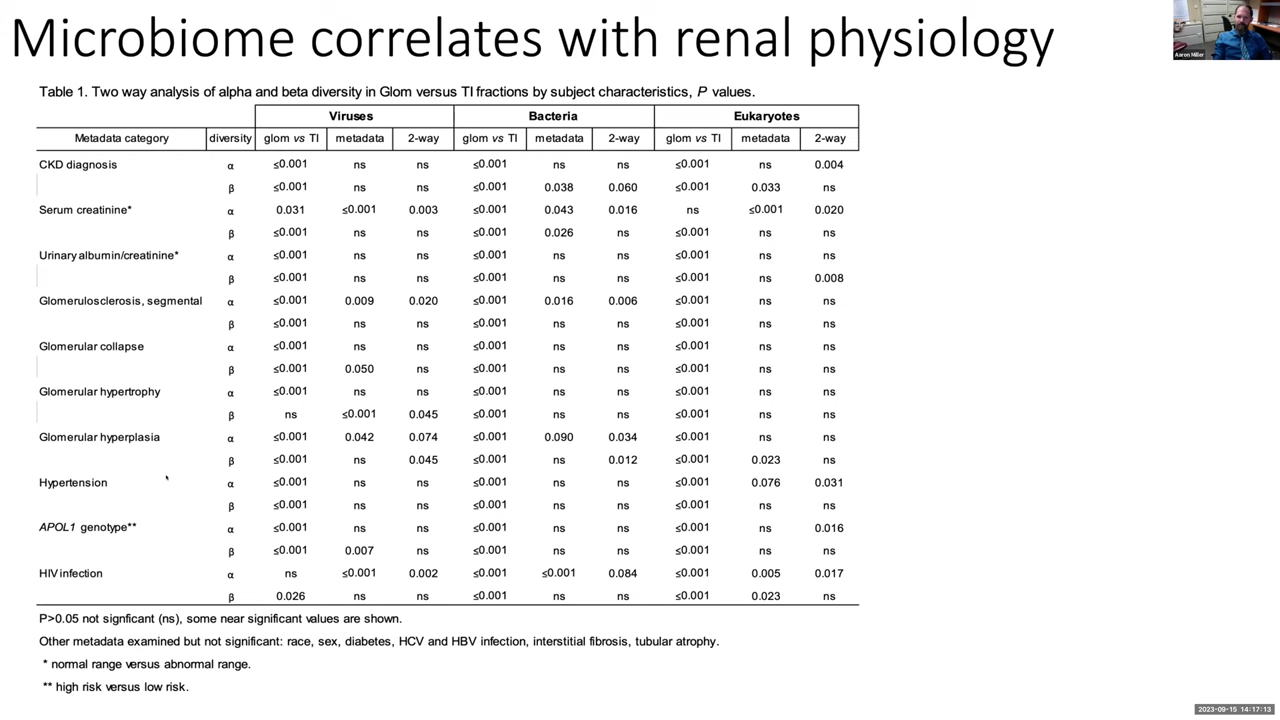 Microbiome correlates with renal physiology
Aaron Miller
Table 1. Two way analysis of alpha and beta diversity in Glom versus TI fractions by subject characteristics, P values.
Viruses Bacteria Eukaryotes
Metadata category diversity glom vs TI metadata 2-way glom vs TI metadata 2-way glom vs TI metadata 2-way
CKD diagnosis α ≤0.001 ns ns ≤0.001 ns ns ≤0.001 ns 0.004
β ≤0.001 ns ns ≤0.001 0.038 0.060 ≤0.001 0.033 ns
Serum creatinine* α 0.031 ≤0.001 0.003 ≤0.001 0.043 0.016 ns ≤0.001 0.020
β ≤0.001 ns ns ≤0.001 0.026 ns ≤0.001 ns ns
Urinary albumin/creatinine* α ≤0.001 ns ns ≤0.001 ns ns ≤0.001 ns ns
β ≤0.001 ns ns ≤0.001 ns ns ≤0.001 ns 0.008
Glomerulosclerosis, segmental α ≤0.001 0.009 0.020 ≤0.001 0.016 0.006 ≤0.001 ns ns
β ≤0.001 ns ns ≤0.001 ns ns ≤0.001 ns ns
Glomerular collapse α ≤0.001 ns ns ≤0.001 ns ns ≤0.001 ns ns
β ≤0.001 0.050 ns ≤0.001 ns ns ≤0.001 ns ns
Glomerular hypertrophy α ≤0.001 ns ns ≤0.001 ns ns ≤0.001 ns ns
β ns ≤0.001 0.045 ≤0.001 ns ns ≤0.001 ns ns
Glomerular hyperplasia α ≤0.001 0.042 0.074 ≤0.001 0.090 0.034 ≤0.001 ns ns
β ≤0.001 ns 0.045 ≤0.001 ns 0.012 ≤0.001 0.023 ns
Hypertension α ≤0.001 ns ns ≤0.001 ns ns ≤0.001 0.076 0.031
β ≤0.001 ns ns ≤0.001 ns ns ≤0.001 ns ns
APOL1 genotype** α ≤0.001 ns ns ≤0.001 ns ns ≤0.001 ns 0.016
β ≤0.001 0.007 ns ≤0.001 ns ns ≤0.001 ns ns
HIV infection α ns ≤0.001 0.002 ≤0.001 ≤0.001 0.084 ≤0.001 0.005 0.017
β 0.026 ns ns ≤0.001 ns ns ≤0.001 0.023 ns
P>0.05 not signficant (ns), some near significant values are shown.
Other metadata examined but not significant: race, sex, diabetes, HCV and HBV infection, interstitial fibrosis, tubular atrophy.
* normal range versus abnormal range.
** high risk versus low risk.
2023-09-15 14:17:13